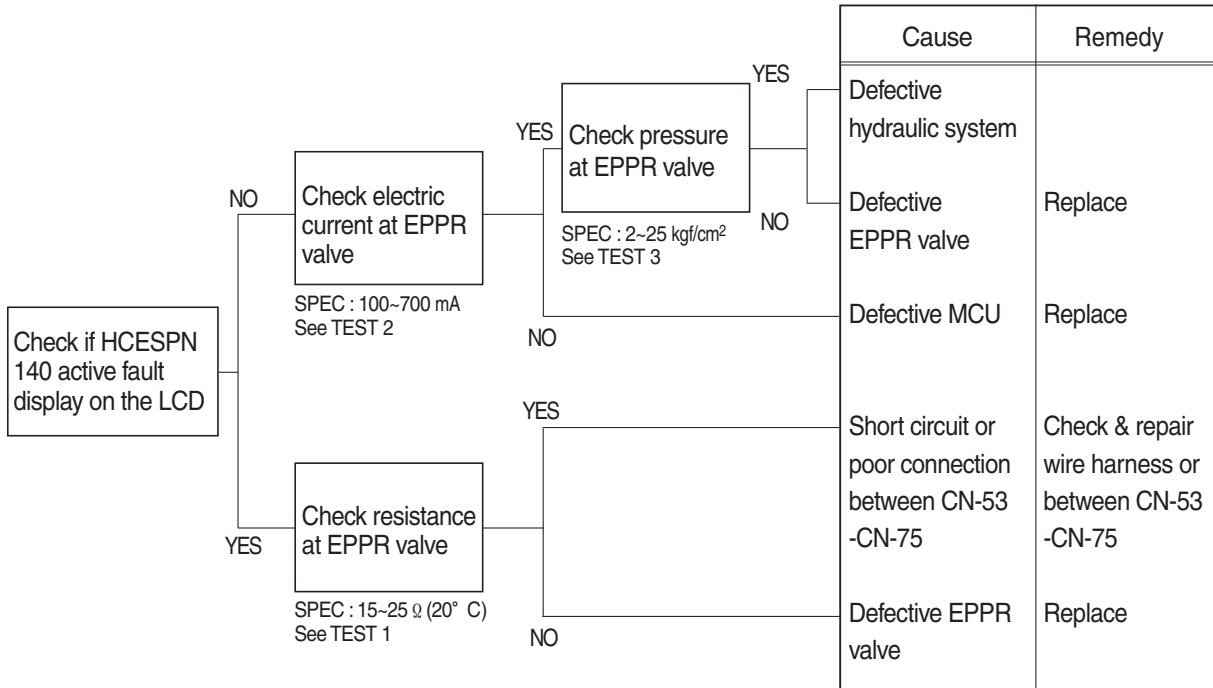 Cause
Remedy
YES
Defective
hydraulic system
YES
Check pressure
at EPPR valve
NO
Check electric
current at EPPR
valve
NO
Defective
EPPR valve
Replace
SPEC : 2~25 kgf/cm²
See TEST 3
SPEC : 100~700 mA
See TEST 2
NO
Defective MCU
Replace
Check if HCESPN
140 active fault
display on the LCD
YES
Short circuit or
poor connection
between CN-53
-CN-75
Check & repair
wire harness or
between CN-53
-CN-75
YES
Check resistance
at EPPR valve
SPEC : 15~25 Ω (20° C)
See TEST 1
NO
Defective EPPR
valve
Replace